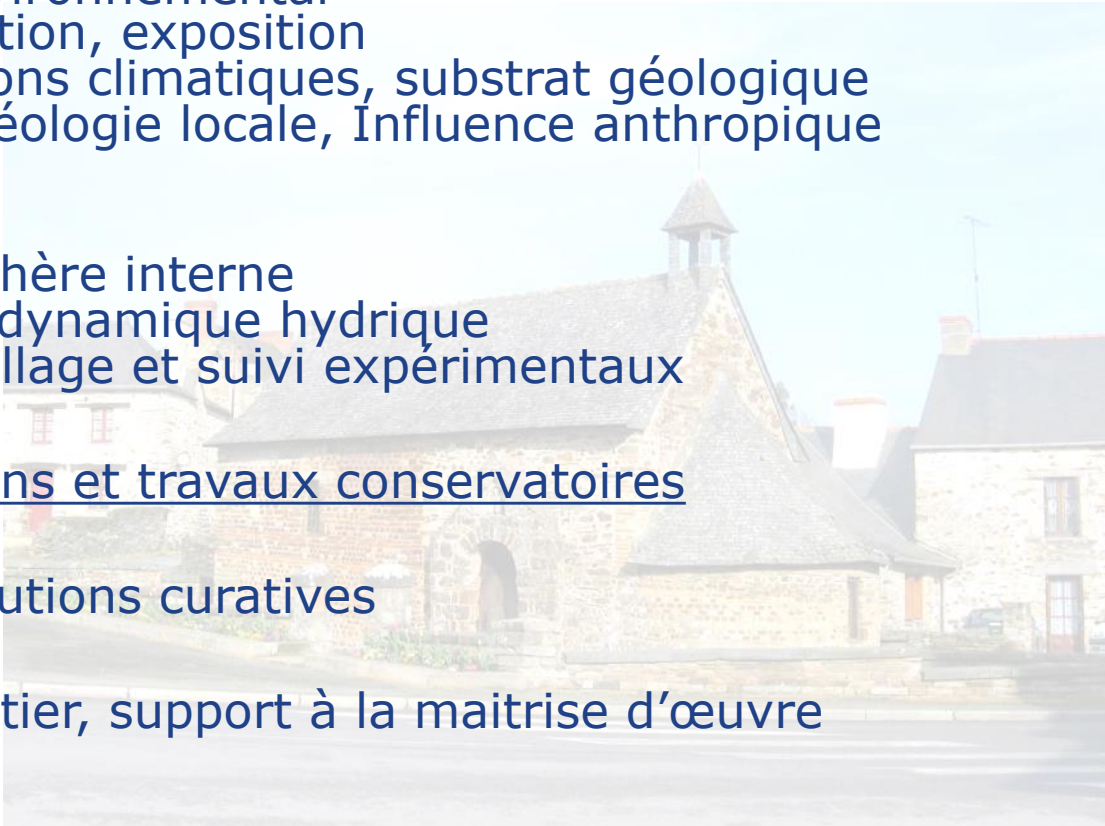 ironnemental
tion, exposition
ons climatiques, substrat géologique
éologie locale, Influence anthropique
hère interne
dynamique hydrique
llage et suivi expérimentaux
ns et travaux conservatoires
utions curatives
tier, support à la maitrise d’œuvre